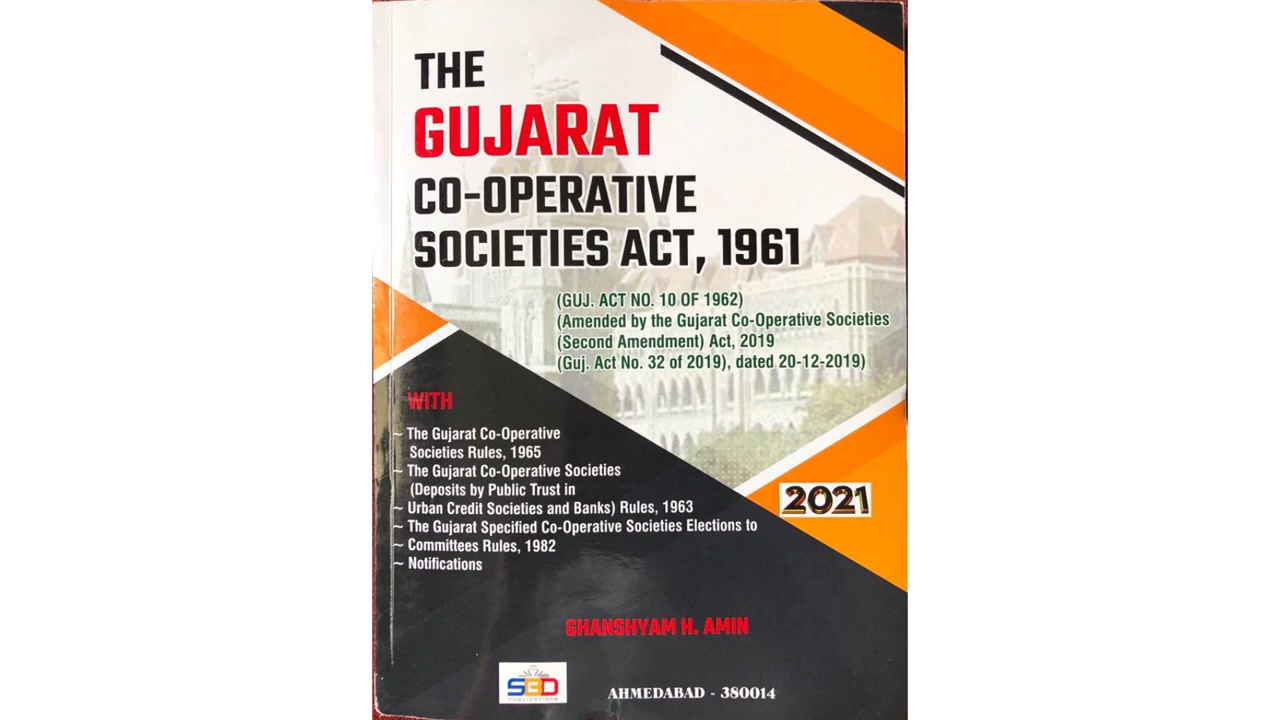 THE
GUJARAT
CO-OPERATIVE
SOCIETIES ACT, 1961
(GUJ. ACT NO. 10 OF 1962)
(Amended by the Gujarat Co-Operative Societies
(Second Amendment) Act, 2019
(Guj. Act No. 32 of 2019), dated 20-12-2019)
WITH
~ The Gujarat Co-Operative
Societies Rules, 1965
~ The Gujarat Co-Operative Societies
(Deposits by Public Trust in
~ Urban Credit Societies and Banks) Rules, 1963
~ The Gujarat Specified Co-Operative Societies Elections to
~ Committees Rules, 1982
~ Notifications
2021
GHANSHYAM H. AMIN
SBD
PUBLICATIONS
AHMEDABAD - 380014